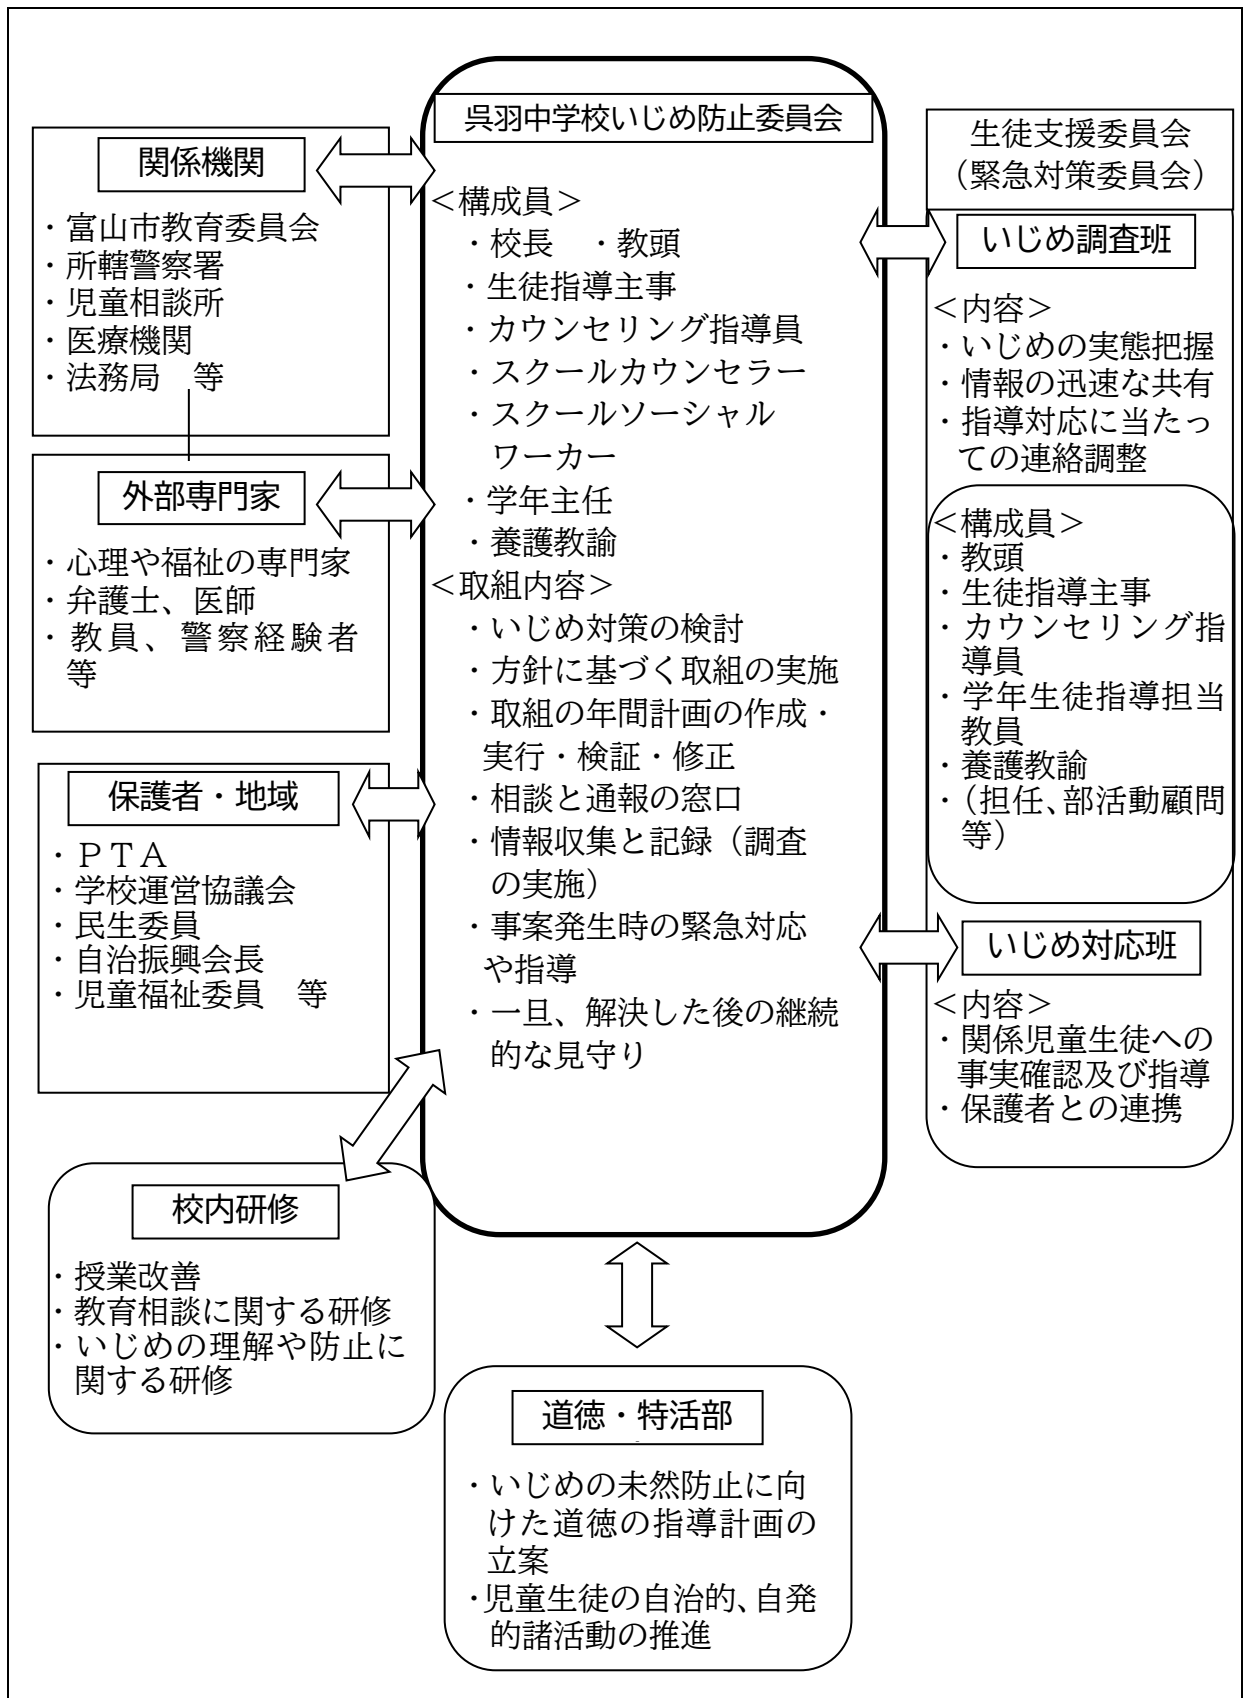 呉羽中学校いじめ防止委員会
＜構成員＞
・校長　・教頭
・生徒指導主事
・カウンセリング指導員
・スクールカウンセラー
・スクールソーシャル
ワーカー
・学年主任
・養護教諭
＜取組内容＞
・いじめ対策の検討
・方針に基づく取組の実施
・取組の年間計画の作成・
実行・検証・修正
・相談と通報の窓口
・情報収集と記録（調査
の実施）
・事案発生時の緊急対応
や指導
・一旦、解決した後の継続
的な見守り
関係機関
・富山市教育委員会
・所轄警察署
・児童相談所
・医療機関
・法務局　等
外部専門家
・心理や福祉の専門家
・弁護士、医師
・教員、警察経験者
等
保護者・地域
・ＰＴＡ
・学校運営協議会
・民生委員
・自治振興会長
・児童福祉委員　等
校内研修
・授業改善
・教育相談に関する研修
・いじめの理解や防止に
関する研修
生徒支援委員会
（緊急対策委員会）
いじめ調査班
＜内容＞
・いじめの実態把握
・情報の迅速な共有
・指導対応に当たっ
ての連絡調整
＜構成員＞
・教頭
・生徒指導主事
・カウンセリング指
導員
・学年生徒指導担当
教員
・養護教諭
・（担任、部活動顧問
等）
いじめ対応班
＜内容＞
・関係児童生徒への
事実確認及び指導
・保護者との連携
道徳・特活部
・いじめの未然防止に向
けた道徳の指導計画の
立案
・児童生徒の自治的、自発
的諸活動の推進